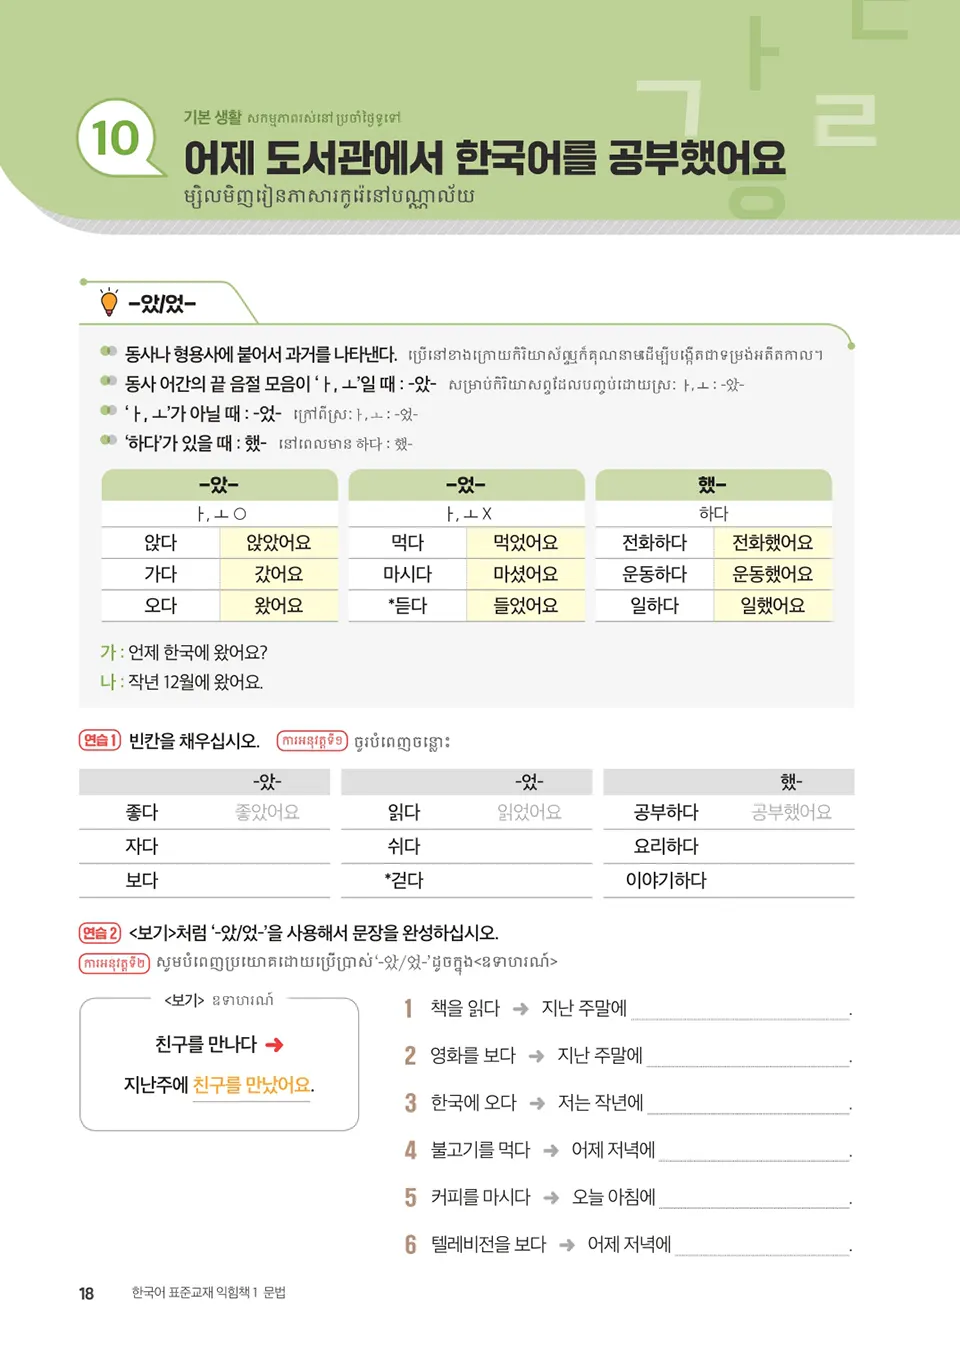 10
기본 생활 សកម្មភាពរស់នៅប្រចាំថ្ងៃទូទៅ
어제 도서관에서 한국어를 공부했어요
ម្សិលមិញរៀនភាសារកូរ៉េនៅបណ្ណាល័យ
-았/었-
동사나 형용사에 붙어서 과거를 나타낸다. ប្រើនៅខាងក្រោយកិរិយាស័ព្ទឬក៏គុណនាមដើម្បីបង្កើតជាទម្រង់អតីតកាល។
동사 어간의 끝 음절 모음이 'ㅏ, ㅗ'일 때 : -았- សម្រាប់កិរិយាសព្ទដែលបញ្ចប់ដោយស្រៈ ㅏ, ㅗ : -았-
'ㅏ, ㅗ'가 아닐 때 : -었- ក្រៅពីស្រៈ ㅏ, ㅗ : -었-
'하다'가 있을 때 : 했- នៅពេលមាន 하다 : 했-
-았- -었- 했-
ㅏ, ㅗ O ㅏ, ㅗ X 하다
앉다 앉았어요 먹다 먹었어요 전화하다 전화했어요
가다 갔어요 마시다 마셨어요 운동하다 운동했어요
오다 왔어요 *듣다 들었어요 일하다 일했어요
가 : 언제 한국에 왔어요?
나 : 작년 12월에 왔어요.
연습 1 빈칸을 채우십시오. ការអនុវត្តទី១ ចូរបំពេញចន្លោះ
-았- -었- 했-
좋다 좋았어요 읽다 읽었어요 공부하다 공부했어요
자다 쉬다 요리하다
보다 *걷다 이야기하다
연습 2 <보기>처럼 '-았/었-'을 사용해서 문장을 완성하십시오.
ការអនុវត្តទី២ សូមបំពេញប្រយោគដោយប្រើប្រាស់ '-았/었-' ដូចក្នុង<ឧទាហរណ៍>
<보기> ឧទាហរណ៍
친구를 만나다 ➜
지난주에 친구를 만났어요.
1 책을 읽다 ➜ 지난 주말에 .
2 영화를 보다 ➜ 지난 주말에 .
3 한국에 오다 ➜ 저는 작년에 .
4 불고기를 먹다 ➜ 어제 저녁에 .
5 커피를 마시다 ➜ 오늘 아침에 .
6 텔레비전을 보다 ➜ 어제 저녁에 .
18 한국어 표준교재 익힘책 1 문법